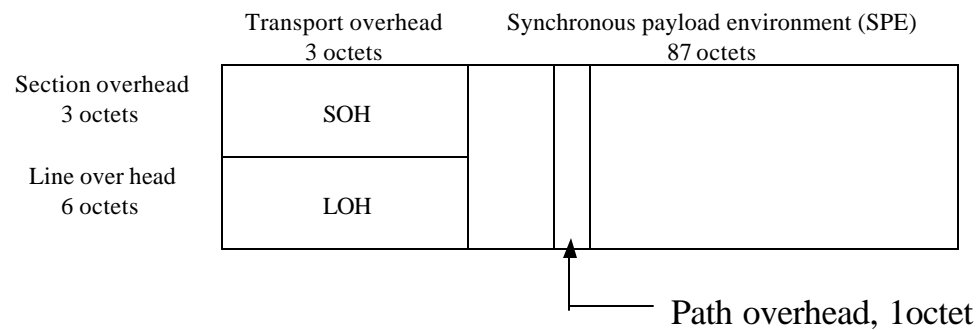 Transport overhead
3 octets
Synchronous payload environment (SPE)
87 octets
Section overhead
3 octets
SOH
Line over head
6 octets
LOH
Path overhead, 1octet